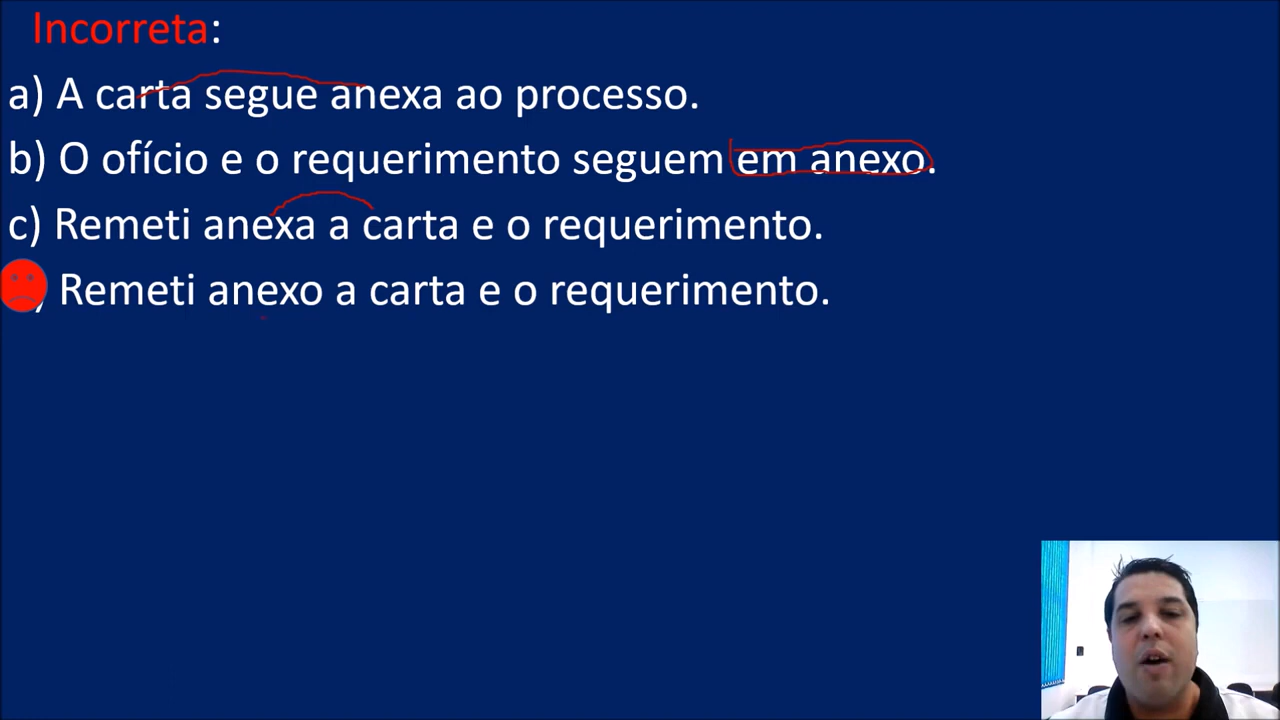 Incorreta:
a) A carta segue anexa ao processo.
b) O ofício e o requerimento seguem em anexo.
c) Remeti anexa a carta e o requerimento.
) Remeti anexo a carta e o requerimento.